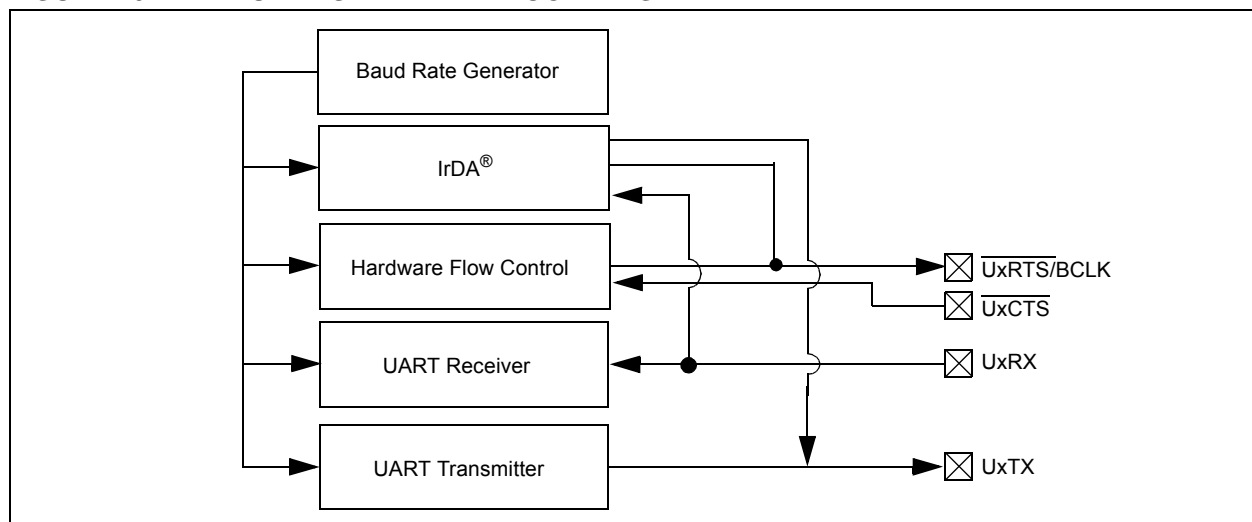 Baud Rate Generator
IrDA®
Hardware Flow Control
UxRTS/BCLK
UxCTS
UART Receiver
UxRX
UART Transmitter
UxTX